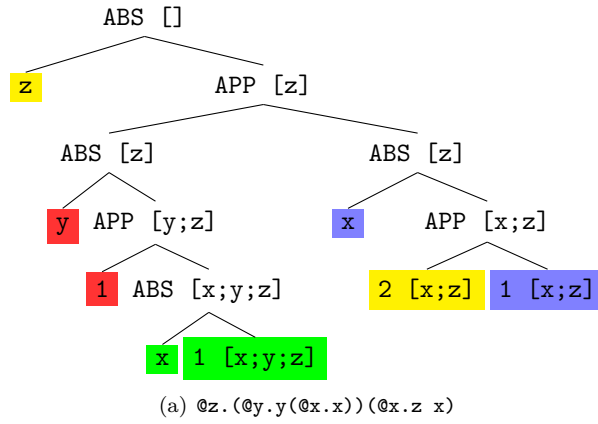 ABS []
z APP [z]
ABS [z] ABS [z]
y APP [y;z] x APP [x;z]
1 ABS [x;y;z] 2 [x;z] 1 [x;z]
x 1 [x;y;z]
(a) @z.(@y.y(@x.x))(@x.z x)